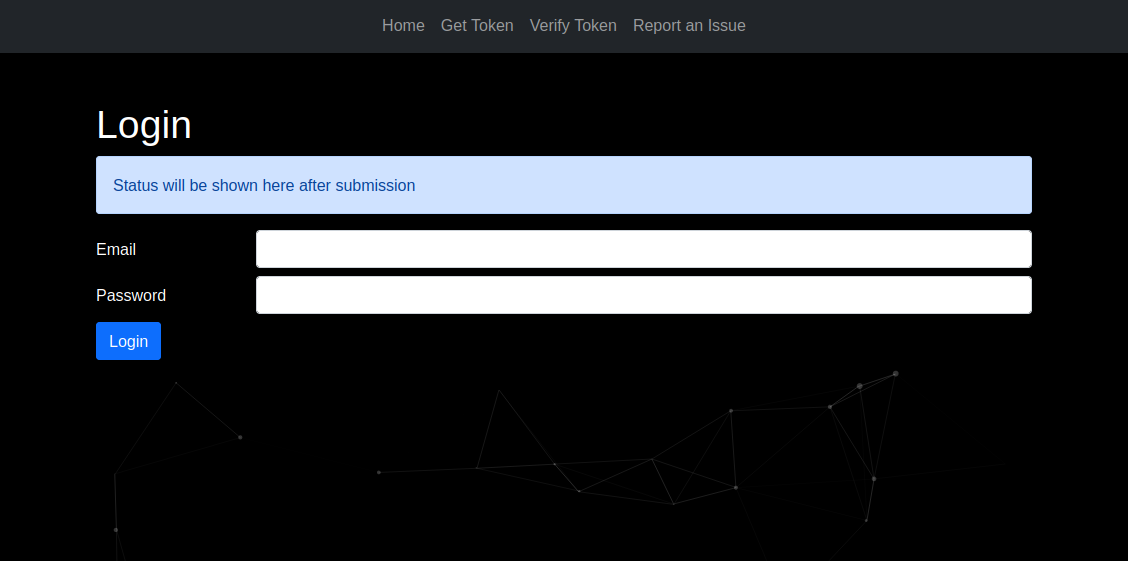 Home Get Token Verify Token Report an Issue
Login
Status will be shown here after submission
Email
Password
Login